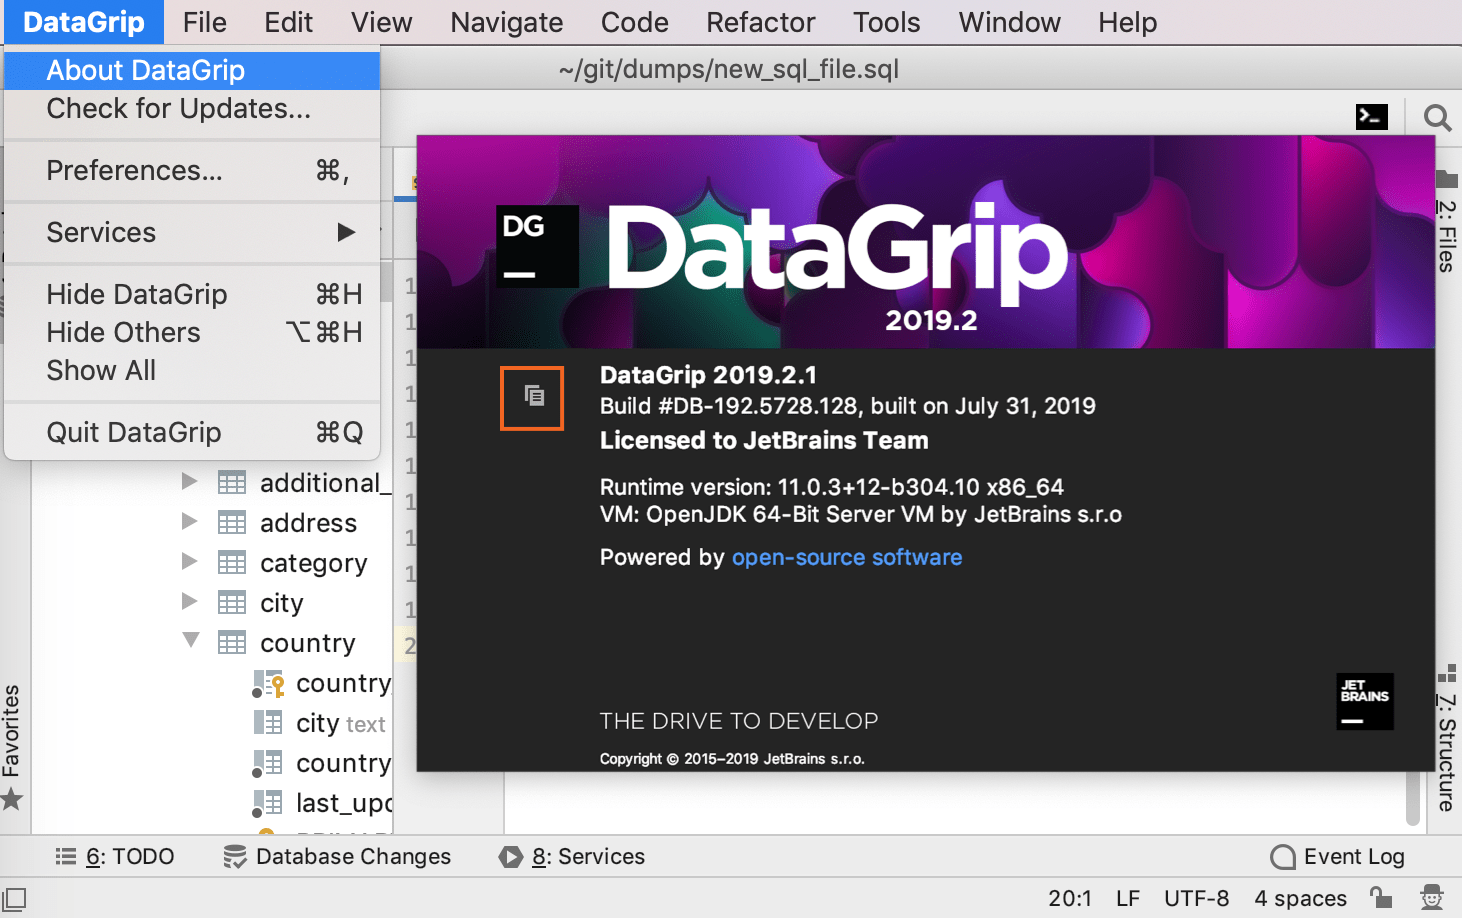 DataGrip File Edit View Navigate Code Refactor Tools Window Help
~/git/dumps/new_sql_file.sql
About DataGrip
Check for Updates...
Preferences... ⌘,
Services ▶
Hide DataGrip ⌘H
Hide Others ⌥⌘H
Show All
Quit DataGrip ⌘Q
additional_
address
category
city
country
country
city text
country
last_upd
Favorites
DG
DataGrip
2019.2
DataGrip 2019.2.1
Build #DB-192.5728.128, built on July 31, 2019
Licensed to JetBrains Team
Runtime version: 11.0.3+12-b304.10 x86_64
VM: OpenJDK 64-Bit Server VM by JetBrains s.r.o
Powered by open-source software
THE DRIVE TO DEVELOP
Copyright © 2015–2019 JetBrains s.r.o.
JET
BRAINS
2: Files
7: Structure
6: TODO Database Changes 8: Services Event Log
20:1 LF UTF-8 4 spaces